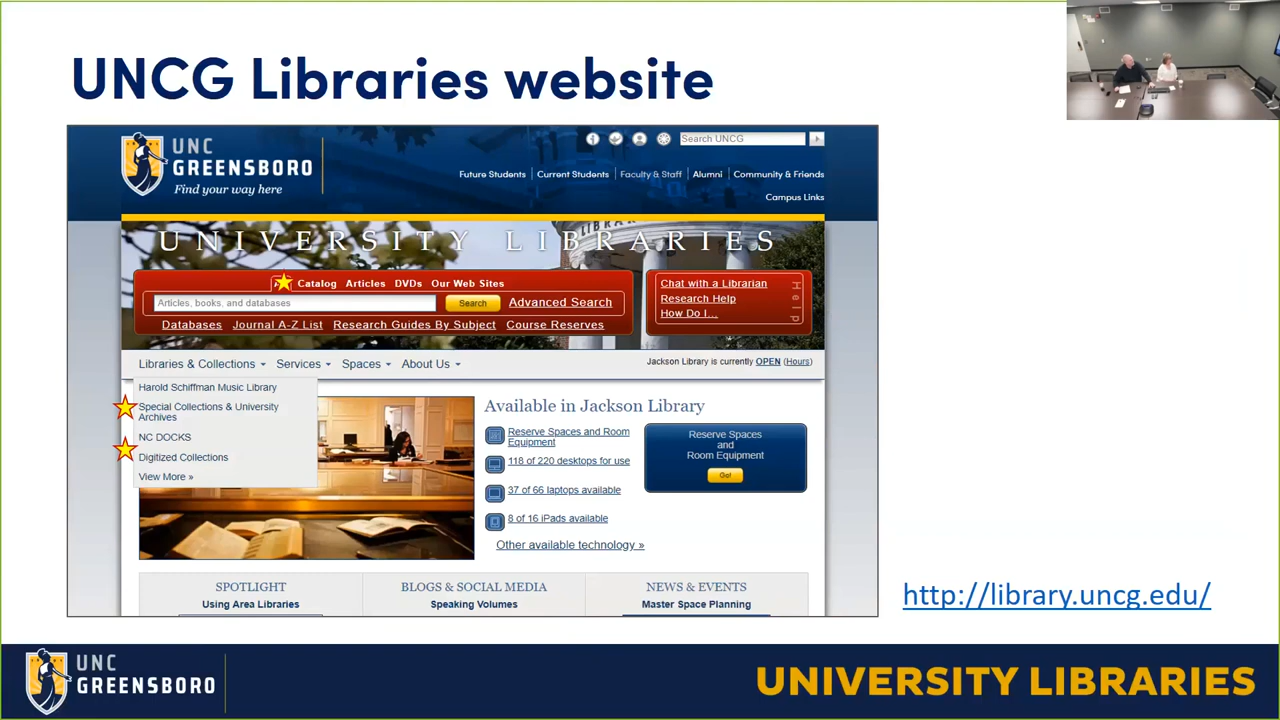 UNCG Libraries website
UNC
GREENSBORO
Find your way here
Search UNCG
Future Students
Current Students
Faculty & Staff
Alumni
Community & Friends
Campus Links
UNIVERSITY LIBRARIES
Catalog
Articles
DVDs
Our Web Sites
Articles, books, and databases
Search
Advanced Search
Databases
Journal A-Z List
Research Guides By Subject
Course Reserves
Chat with a Librarian
Research Help
How Do I...
Help
Libraries & Collections
Services
Spaces
About Us
Jackson Library is currently OPEN (Hours)
Harold Schiffman Music Library
Special Collections & University
Archives
NC DOCKS
Digitized Collections
View More »
Available in Jackson Library
Reserve Spaces and Room
Equipment
118 of 220 desktops for use
37 of 66 laptops available
8 of 16 iPads available
Other available technology »
Reserve Spaces
and
Room Equipment
Go!
SPOTLIGHT
Using Area Libraries
BLOGS & SOCIAL MEDIA
Speaking Volumes
NEWS & EVENTS
Master Space Planning
http://library.uncg.edu/
UNC
GREENSBORO
UNIVERSITY LIBRARIES